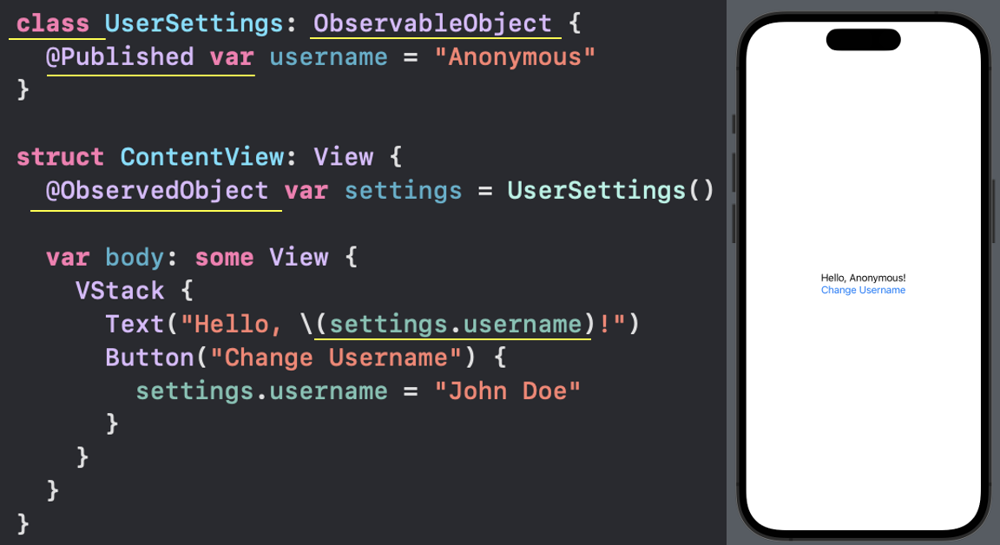 class UserSettings: ObservableObject {
@Published var username = "Anonymous"
}
struct ContentView: View {
@ObservedObject var settings = UserSettings()
var body: some View {
VStack {
Text("Hello, \(settings.username)!")
Button("Change Username") {
settings.username = "John Doe"
}
}
}
}
Hello, Anonymous!
Change Username